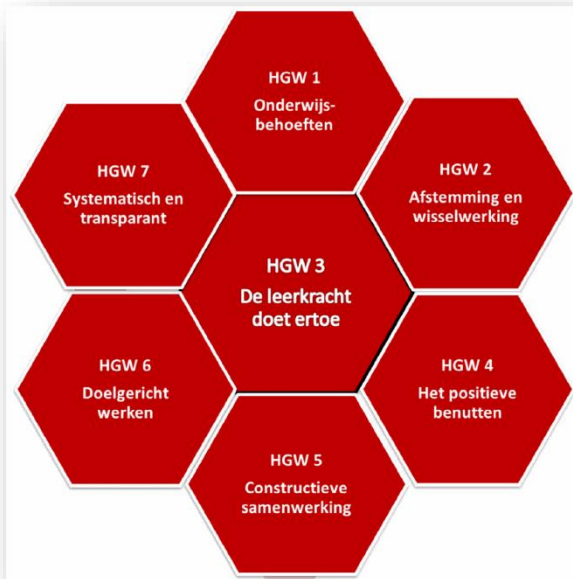 HGW 1
Onderwijs-
behoeften
HGW 2
Afstemming en
wisselwerking
HGW 3
De leerkracht
doet ertoe
HGW 4
Het positieve
benutten
HGW 5
Constructieve
samenwerking
HGW 6
Doelgericht
werken
HGW 7
Systematisch en
transparant